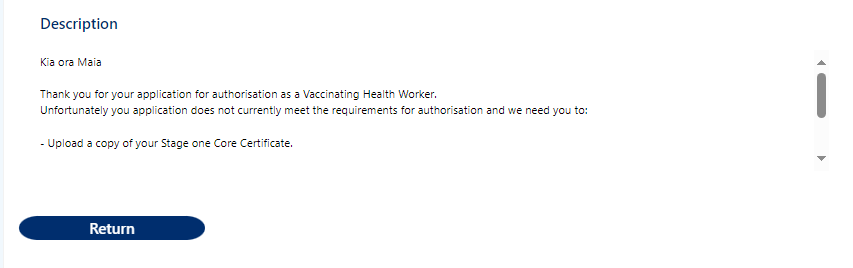 Description
Kia ora Maia
Thank you for your application for authorisation as a Vaccinating Health Worker.
Unfortunately you application does not currently meet the requirements for authorisation and we need you to:
- Upload a copy of your Stage one Core Certificate.
Return